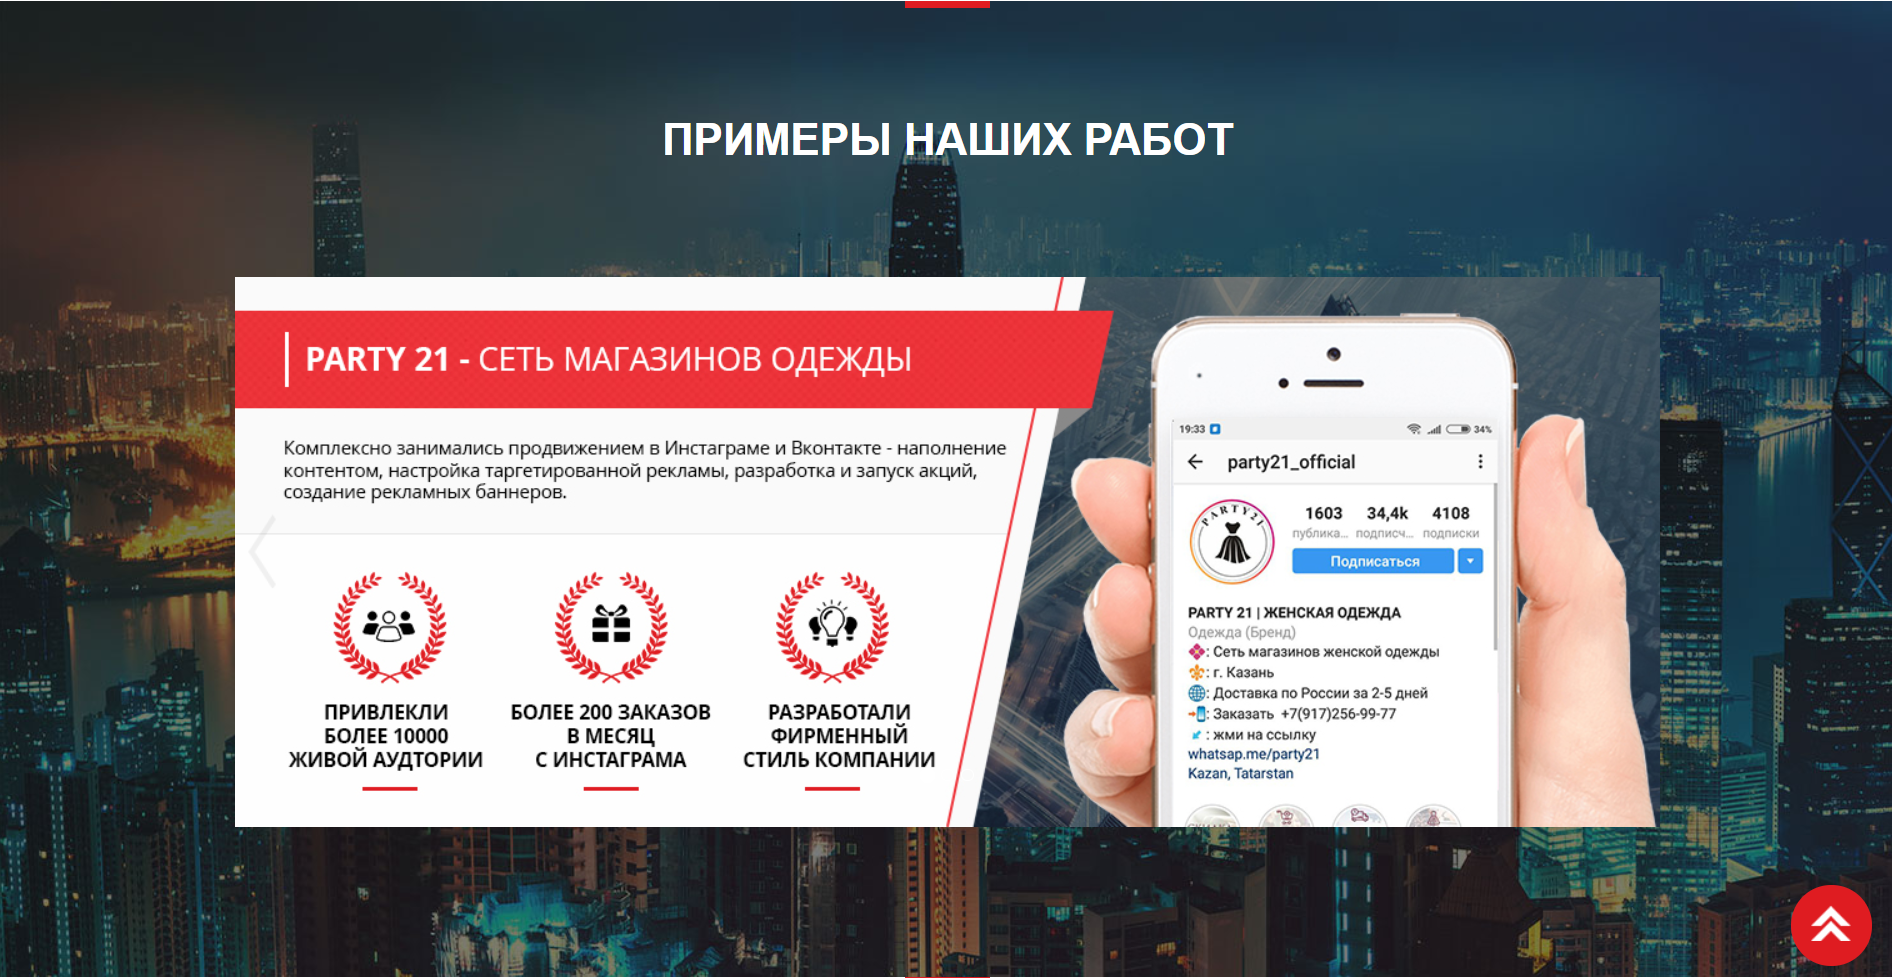 ПРИМЕРЫ НАШИХ РАБОТ
PARTY 21 - СЕТЬ МАГАЗИНОВ ОДЕЖДЫ
Комплексно занимались продвижением в Инстаграме и Вконтакте - наполнение
контентом, настройка таргетированной рекламы, разработка и запуск акций,
создание рекламных баннеров.
ПРИВЛЕКЛИ
БОЛЕЕ 10000
ЖИВОЙ АУДТОРИИ
БОЛЕЕ 200 ЗАКАЗОВ
В МЕСЯЦ
С ИНСТАГРАМА
РАЗРАБОТАЛИ
ФИРМЕННЫЙ
СТИЛЬ КОМПАНИИ
19:33 34%
party21_official
PARTY21
1603 34,4k 4108
публика... подписч... подписки
Подписаться
PARTY 21 | ЖЕНСКАЯ ОДЕЖДА
Одежда (Бренд)
: Сеть магазинов женской одежды
: г. Казань
: Доставка по России за 2-5 дней
: Заказать +7(917)256-99-77
: жми на ссылку
whatsap.me/party21
Kazan, Tatarstan